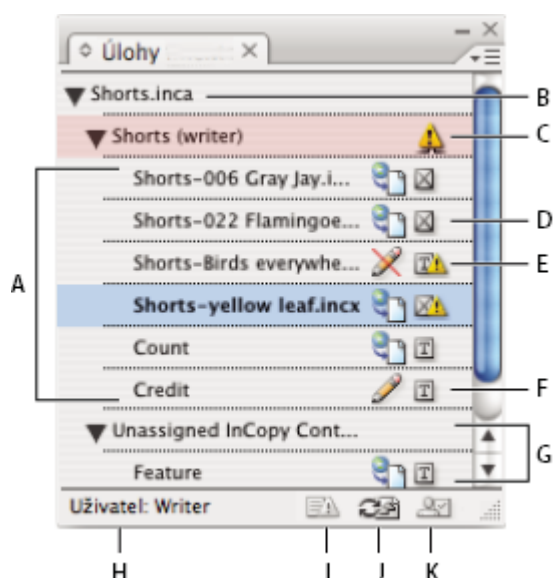 Úlohy
Shorts.inca
B
Shorts (writer)
C
Shorts-006 Gray Jay.i...
Shorts-022 Flamingoe...
D
A
Shorts-Birds everywhe...
T
E
Shorts-yellow leaf.incx
Count
T
Credit
T
F
Unassigned InCopy Cont...
G
Feature
T
Uživatel: Writer
H I J K